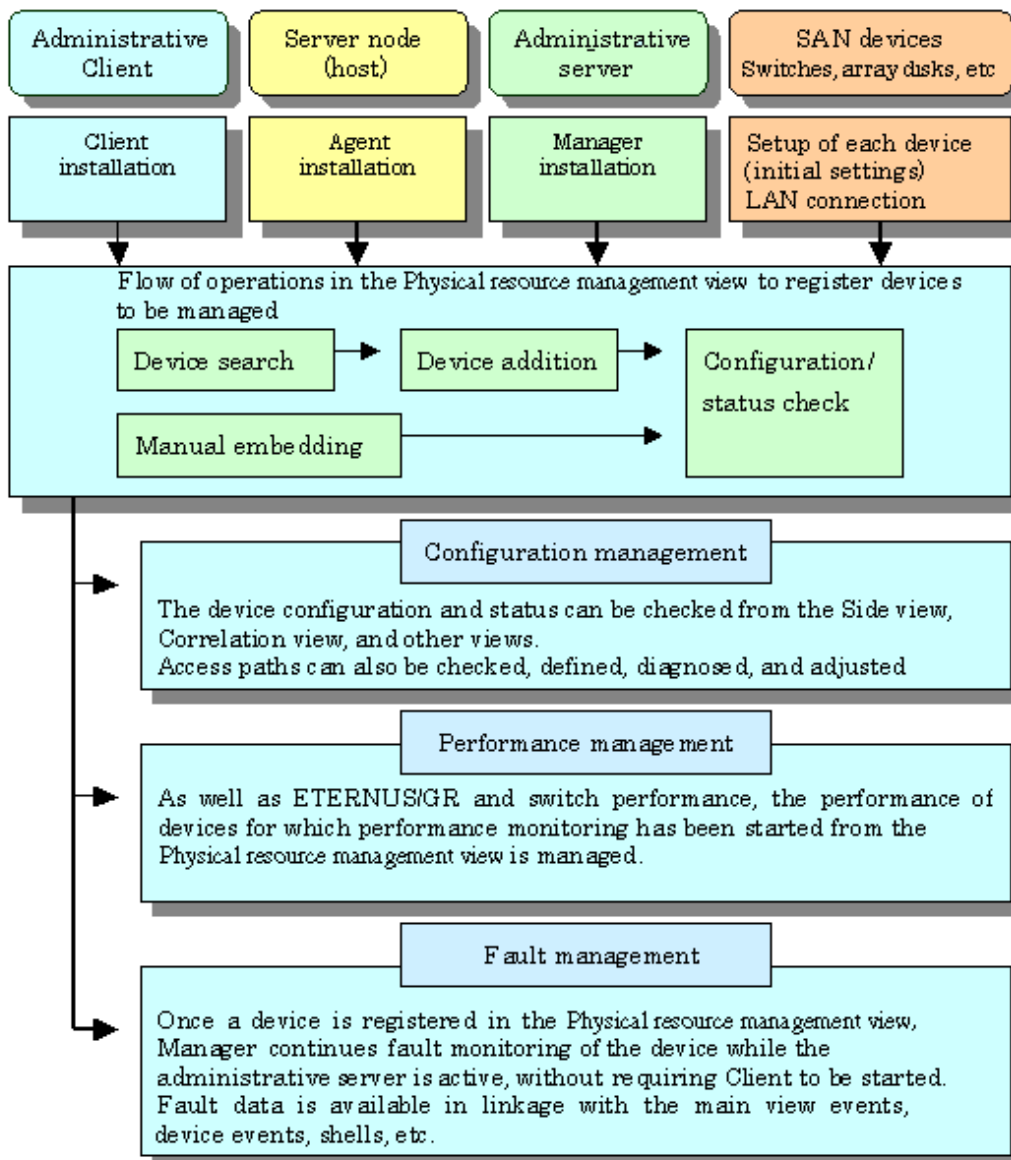 Administrative
Client
Server node
(host)
Administrative
server
SAN devices
Switches, array disks, etc
Client
installation
Agent
installation
Manager
installation
Setup of each device
(initial settings)
LAN connection
Flow of operations in the Physical resource management view to register devices
to be managed
Device search
Device addition
Configuration/
status check
Manual embedding
Configuration management
The device configuration and status can be checked from the Side view,
Correlation view, and other views.
Access paths can also be checked, defined, diagnosed, and adjusted
Performance management
As well as ETERNUS/GR and switch performance, the performance of
devices for which performance monitoring has been started from the
Physical resource management view is managed.
Fault management
Once a device is registered in the Physical resource management view,
Manager continues fault monitoring of the device while the
administrative server is active, without requiring Client to be started.
Fault data is available in linkage with the main view events,
device events, shells, etc.